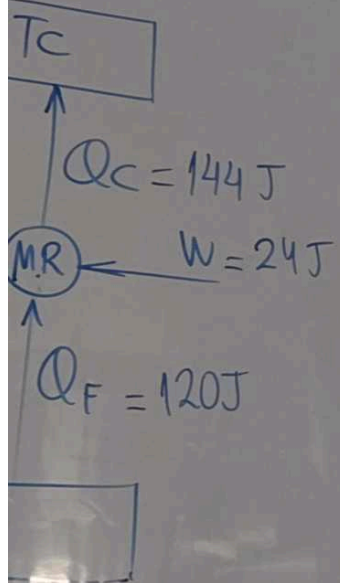 TC
QC = 144 J
W = 24 J
M.R
QF = 120J